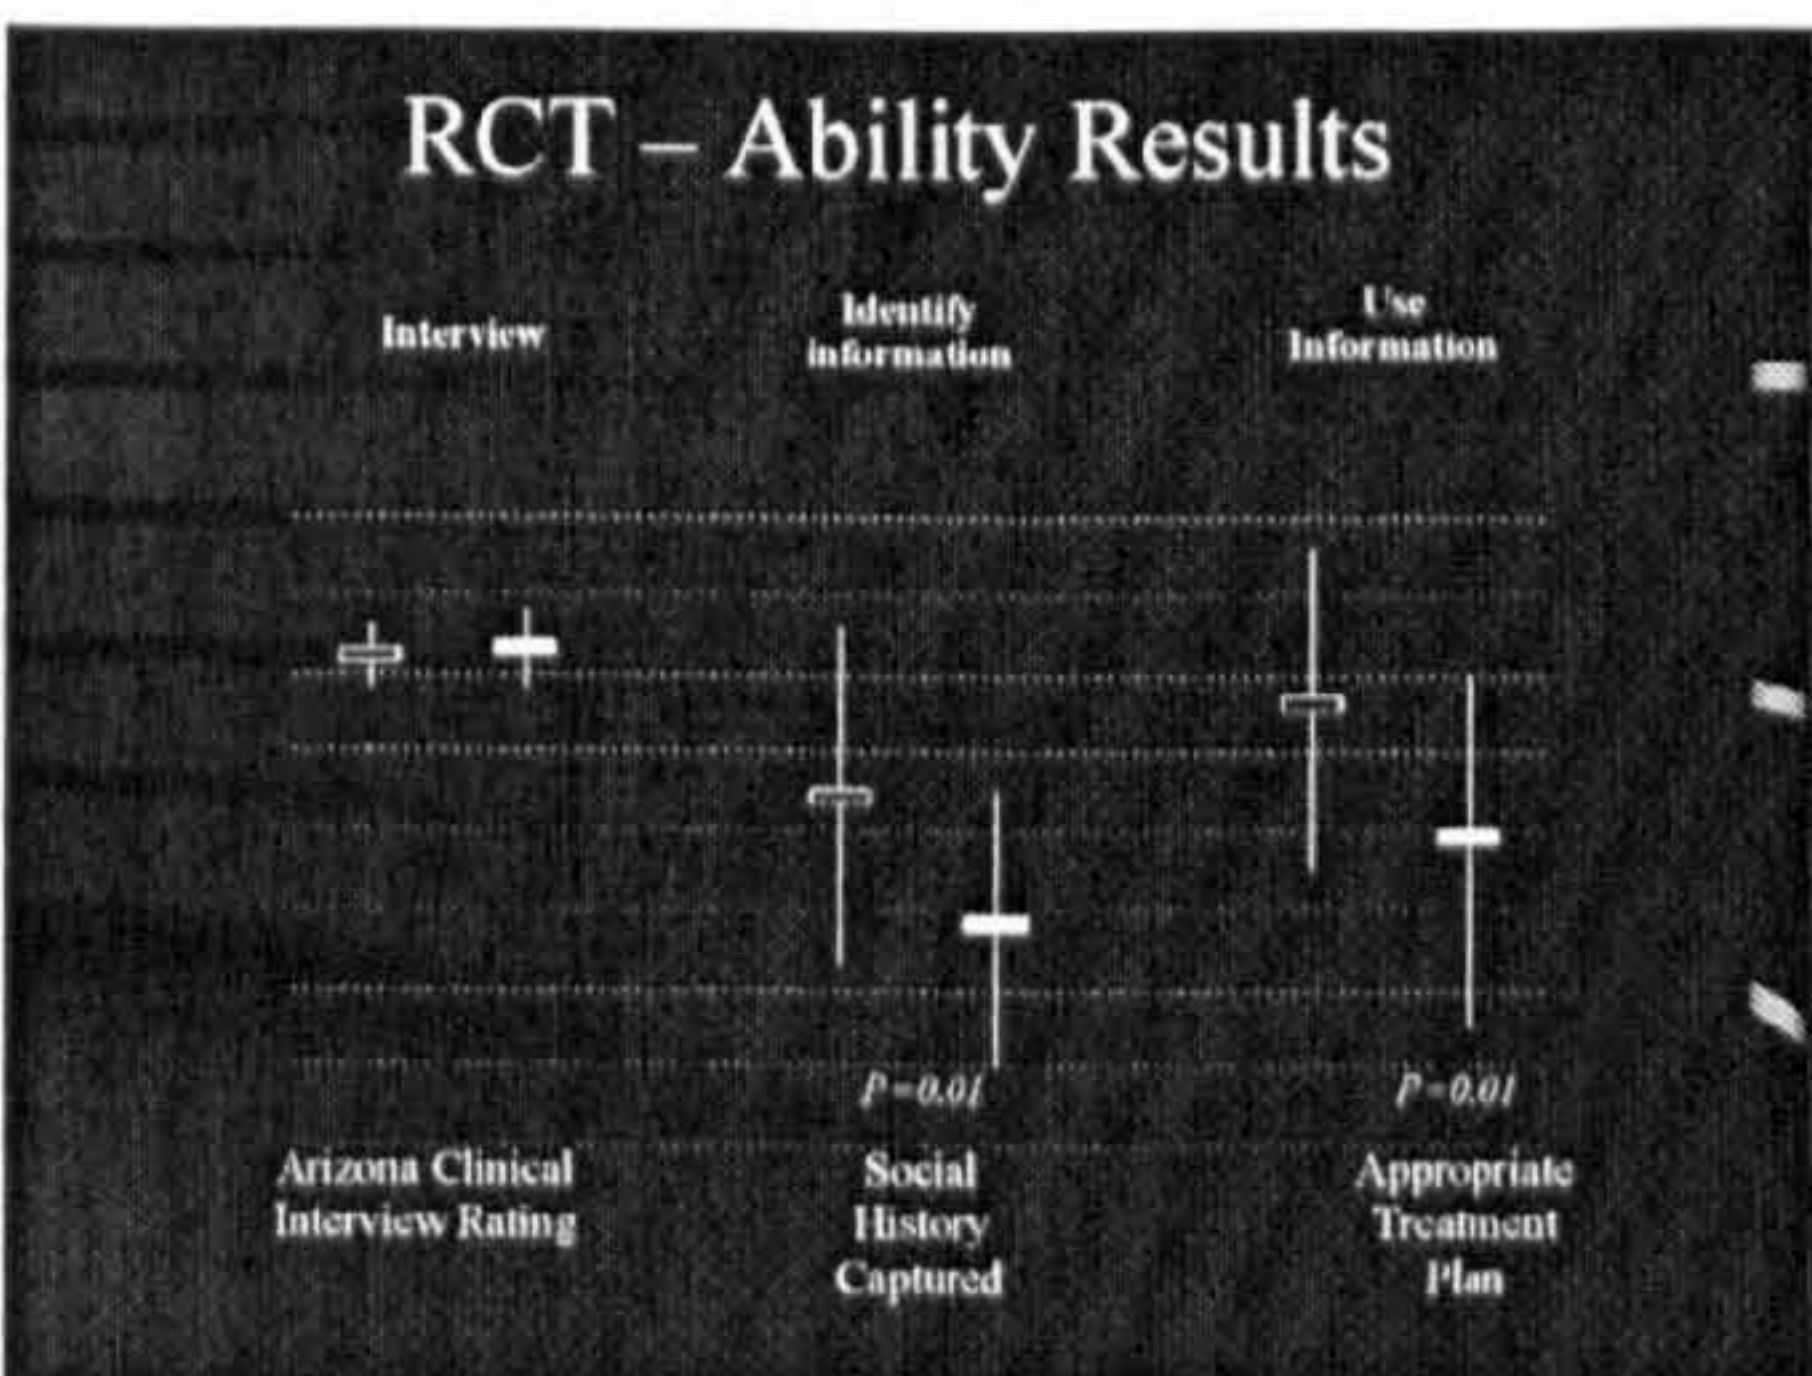 RCT – Ability Results
Interview
Identify
information
Use
Information
P=0.01
P=0.01
Arizona Clinical
Interview Rating
Social
History
Captured
Appropriate
Treatment
Plan